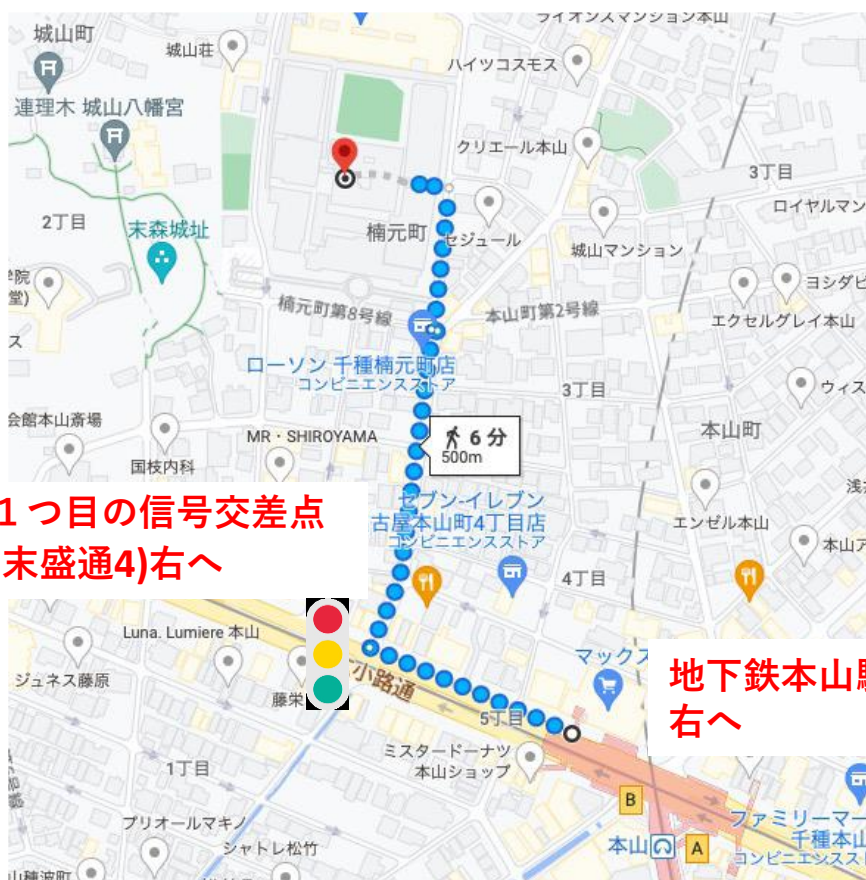 ライオンズマンション本山
城山町
城山荘
ハイツコスモス
連理木 城山八幡宮
クリエール本山
3丁目
2丁目
末森城址
楠元町
セジュール
ロイヤルマン
城山マンション
学院
堂)
ヨシダビ
楠元町第8号線
本山町第2号線
エクセルグレイ本山
ス
ローソン 千種楠元町店
コンビニエンスストア
3丁目
ウィス
会館本山斎場
MR・SHIROYAMA
6 分
500m
本山町
国枝内科
浅
1つ目の信号交差点
末盛通4)右へ
セブン-イレブン
古屋本山町4丁目店
コンビニエンスストア
エンゼル本山
本山ア
4丁目
Luna. Lumiere 本山
ジュネス藤原
藤栄
小路通
マックス
地下鉄本山駅
右へ
5丁目
1丁目
ミスタードーナツ
本山ショップ
B
プリオールマキノ
シャトレ松竹
本山
A
ファミリーマー
千種本山
コンビニエンスス
山穂波町